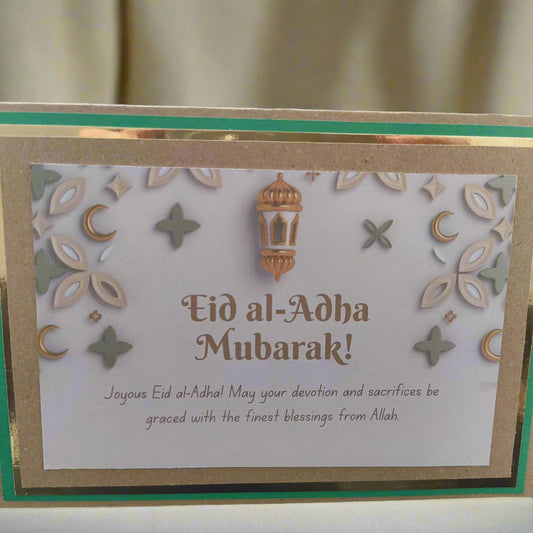 Eid al-Adha
Mubarak!
Joyous Eid al-Adha! May your devotion and sacrifices be
graced with the finest blessings from Allah.